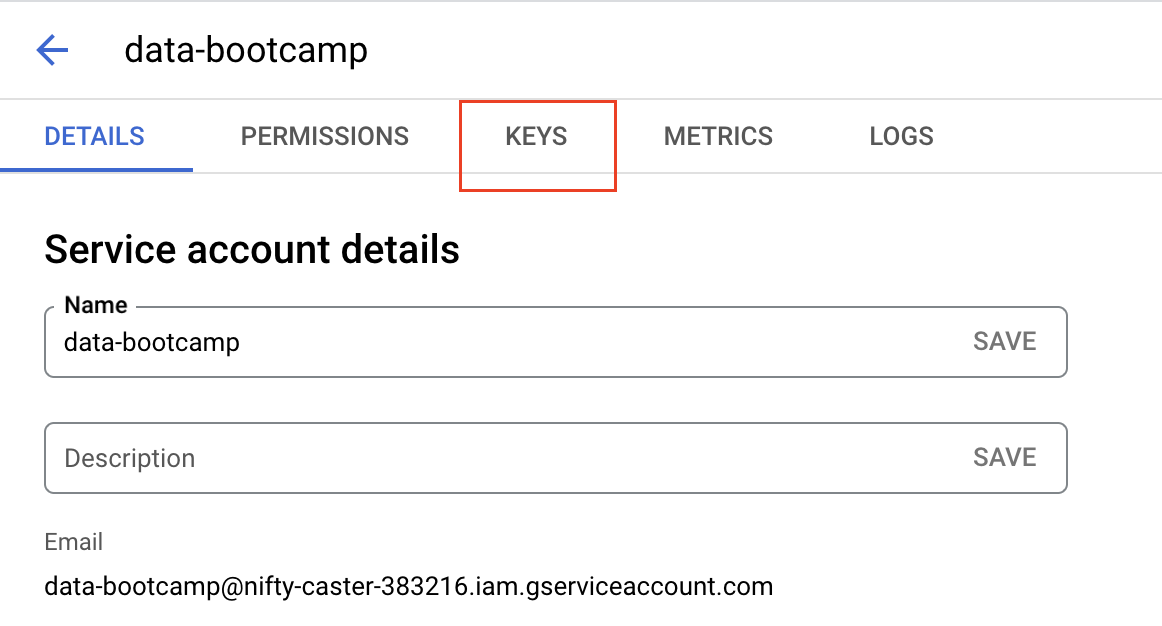 data-bootcamp
DETAILS PERMISSIONS KEYS METRICS LOGS
Service account details
Name
data-bootcamp SAVE
Description SAVE
Email
data-bootcamp@nifty-caster-383216.iam.gserviceaccount.com